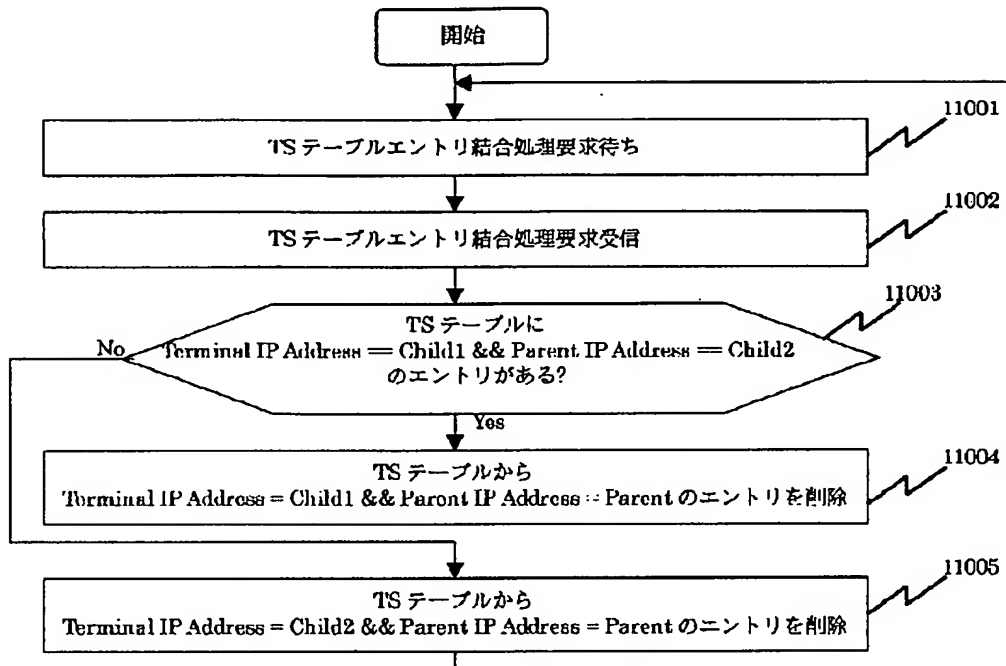 開始
11001
TS テーブルエントリ結合処理要求待ち
11002
TS テーブルエントリ結合処理要求受信
11003
TS テーブルに
Terminal IP Address == Child1 && Parent IP Address == Child2
のエントリがある?
No
Yes
11004
TS テーブルから
Terminal IP Address = Child1 && Parent IP Address = Parent のエントリを削除
11005
TS テーブルから
Terminal IP Address = Child2 && Parent IP Address = Parent のエントリを削除